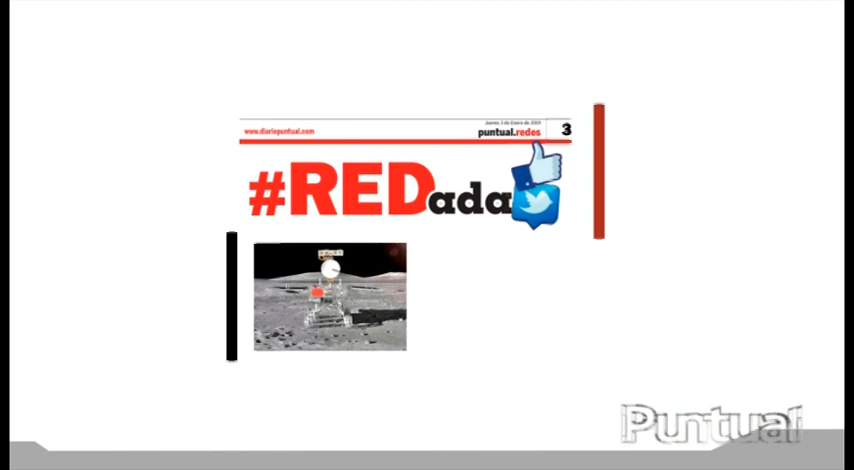 Jueves 3 de Enero de 2019
www.diariopuntual.com
puntual.redes
3
#REDada
Puntual